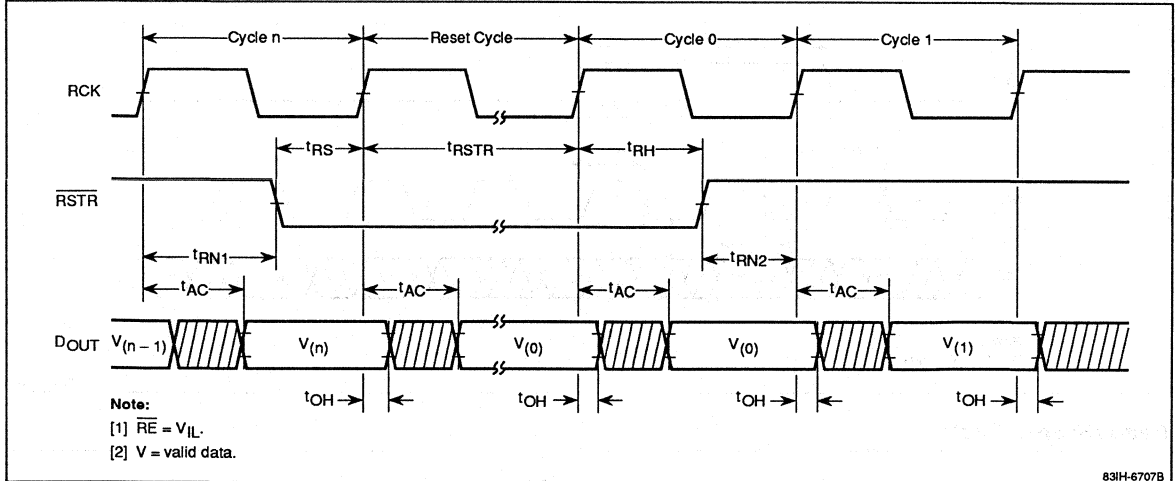 Cycle n Reset Cycle Cycle 0 Cycle 1
RCK
tRS tRSTR tRH
RSTR
tRN1 tRN2
tAC tAC tAC tAC
DOUT V(n – 1) V(n) V(0) V(0) V(1)
tOH tOH tOH tOH
Note:
[1] RE = VIL.
[2] V = valid data.
83IH-6707B